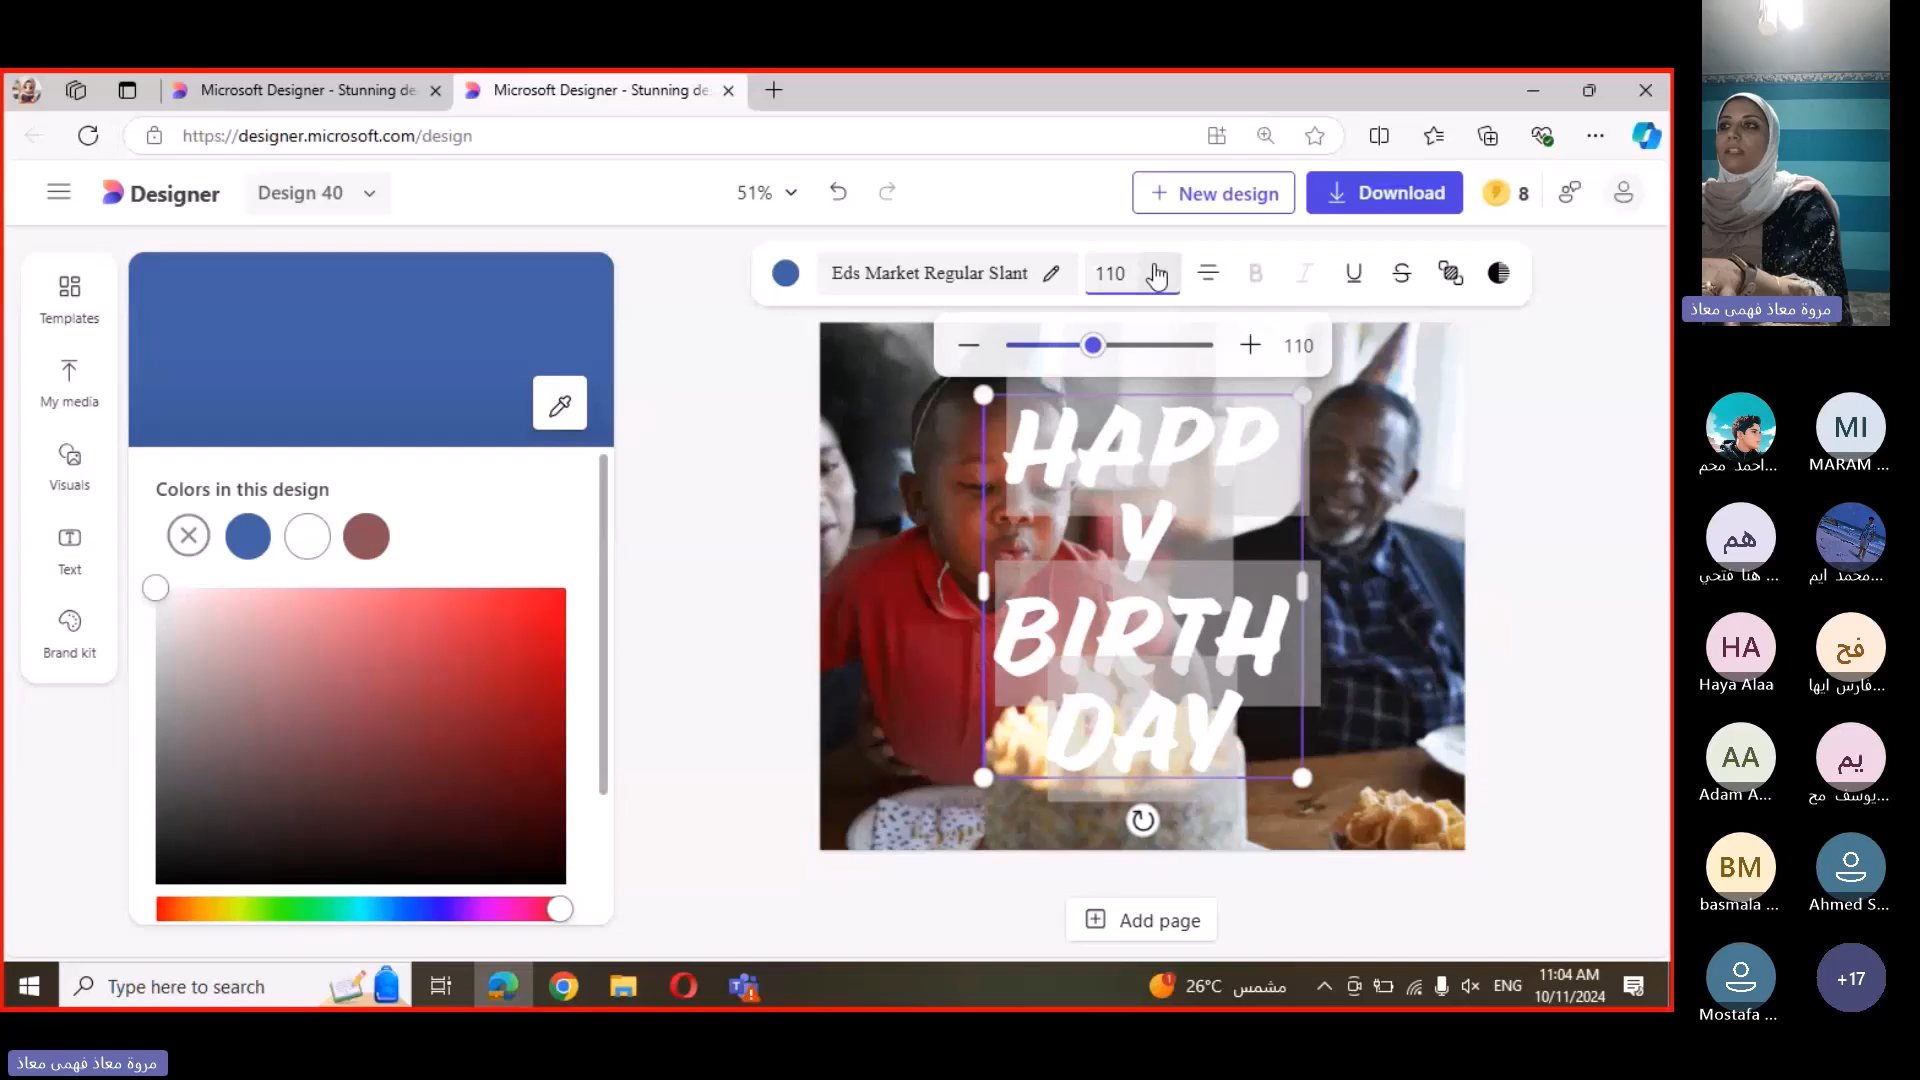 Microsoft Designer - Stunning de
Microsoft Designer - Stunning de
https://designer.microsoft.com/design
Designer
Design 40
51%
New design
Download
8
Templates
My media
Visuals
Text
Brand kit
Eds Market Regular Slant
110
110
Colors in this design
HAPP
Y
BIRTH
DAY
Add page
Type here to search
26°C مشمس
ENG
11:04 AM
10/11/2024
مروة معاذ فهمى معاذ
احمد محم...
MI
MARAM ...
هم
هنا فتحي ...
محمد ايم...
HA
Haya Alaa
فح
فارس ايها...
AA
Adam A...
يم
يوسف مح...
BM
basmala ...
Ahmed S...
Mostafa ...
+17
مروة معاذ فهمى معاذ